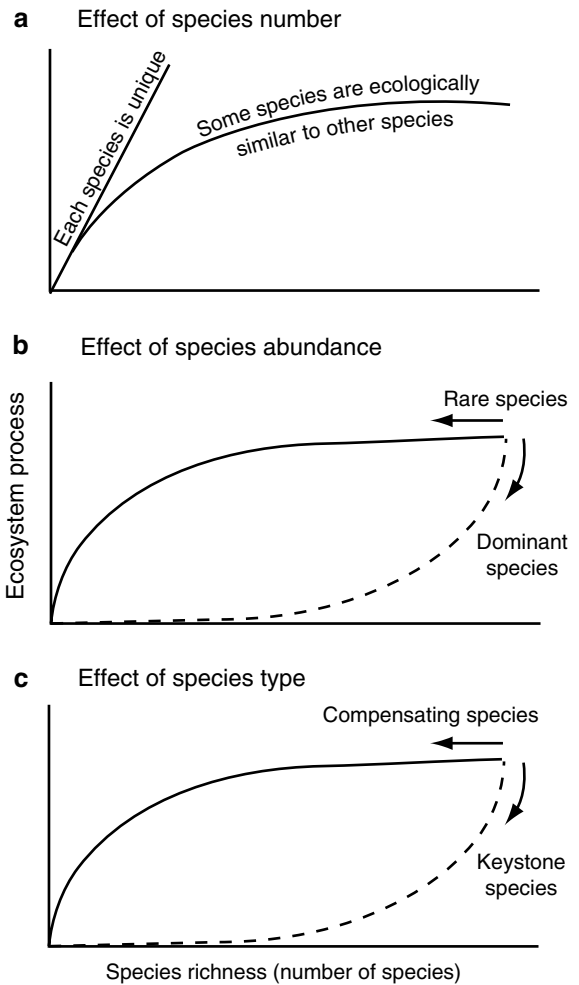 a Effect of species number
Each species is unique
Some species are ecologically
similar to other species
b Effect of species abundance
Rare species
Dominant
species
Ecosystem process
c Effect of species type
Compensating species
Keystone
species
Species richness (number of species)